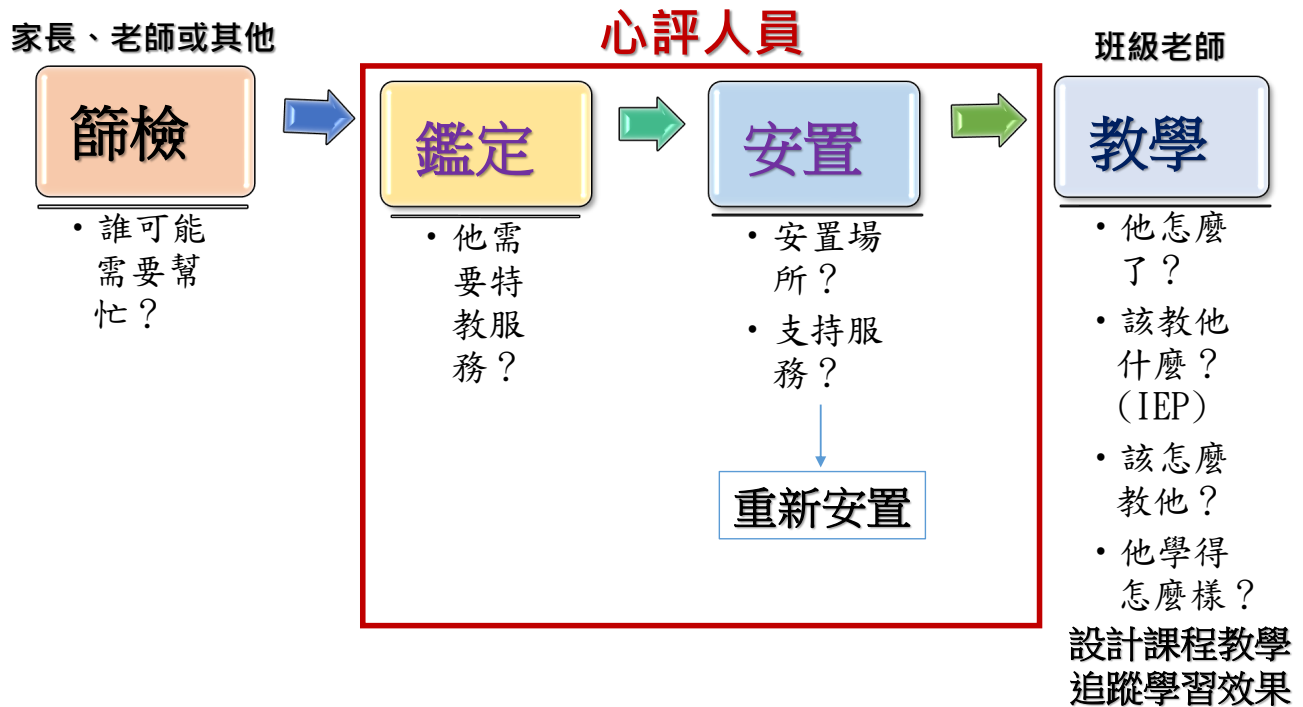 家長、老師或其他
篩檢
• 誰可能
需要幫
忙？
心評人員
鑑定
• 他需
要特
教服
務？
安置
• 安置場
所？
• 支持服
務？
重新安置
班級老師
教學
• 他怎麼
了？
• 該教他
什麼？
(IEP)
• 該怎麼
教他？
• 他學得
怎麼樣？
設計課程教學
追蹤學習效果